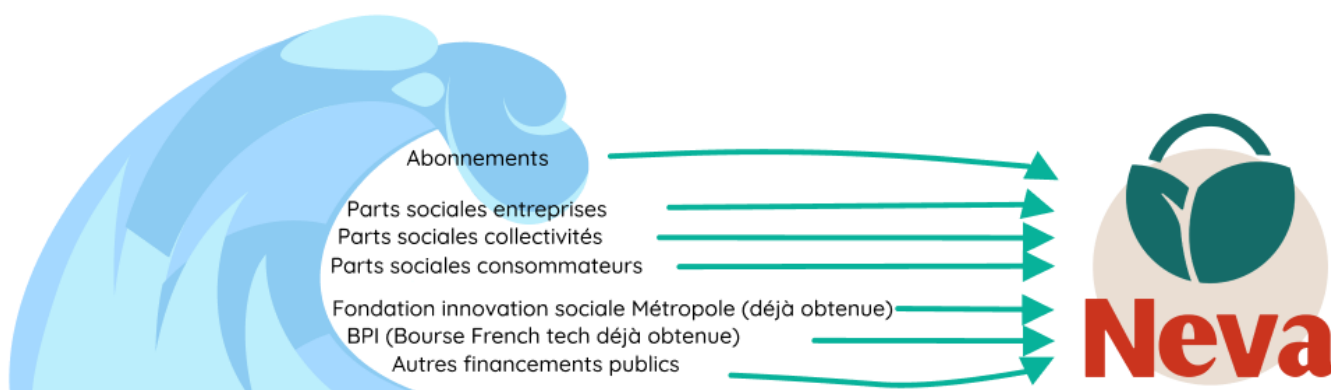 Abonnements
Parts sociales entreprises
Parts sociales collectivités
Parts sociales consommateurs
Fondation innovation sociale Métropole (déjà obtenue)
BPI (Bourse French tech déjà obtenue)
Autres financements publics
Neva